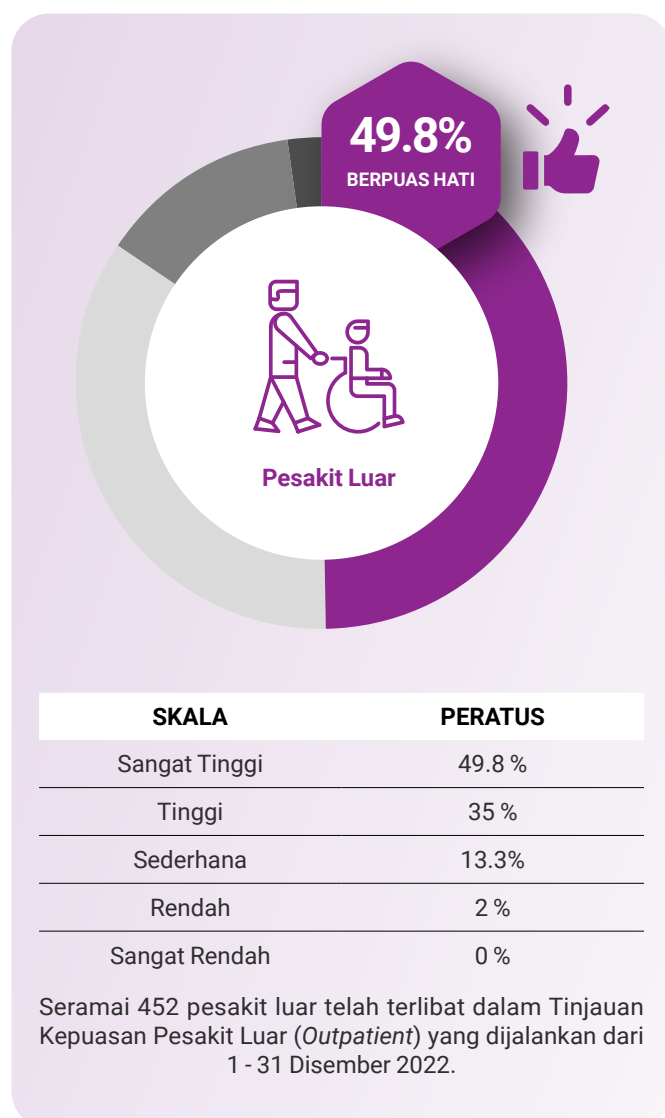 49.8%
BERPUAS HATI
Pesakit Luar
SKALA PERATUS
Sangat Tinggi 49.8 %
Tinggi 35 %
Sederhana 13.3%
Rendah 2 %
Sangat Rendah 0 %
Seramai 452 pesakit luar telah terlibat dalam Tinjauan
Kepuasan Pesakit Luar (Outpatient) yang dijalankan dari
1 - 31 Disember 2022.